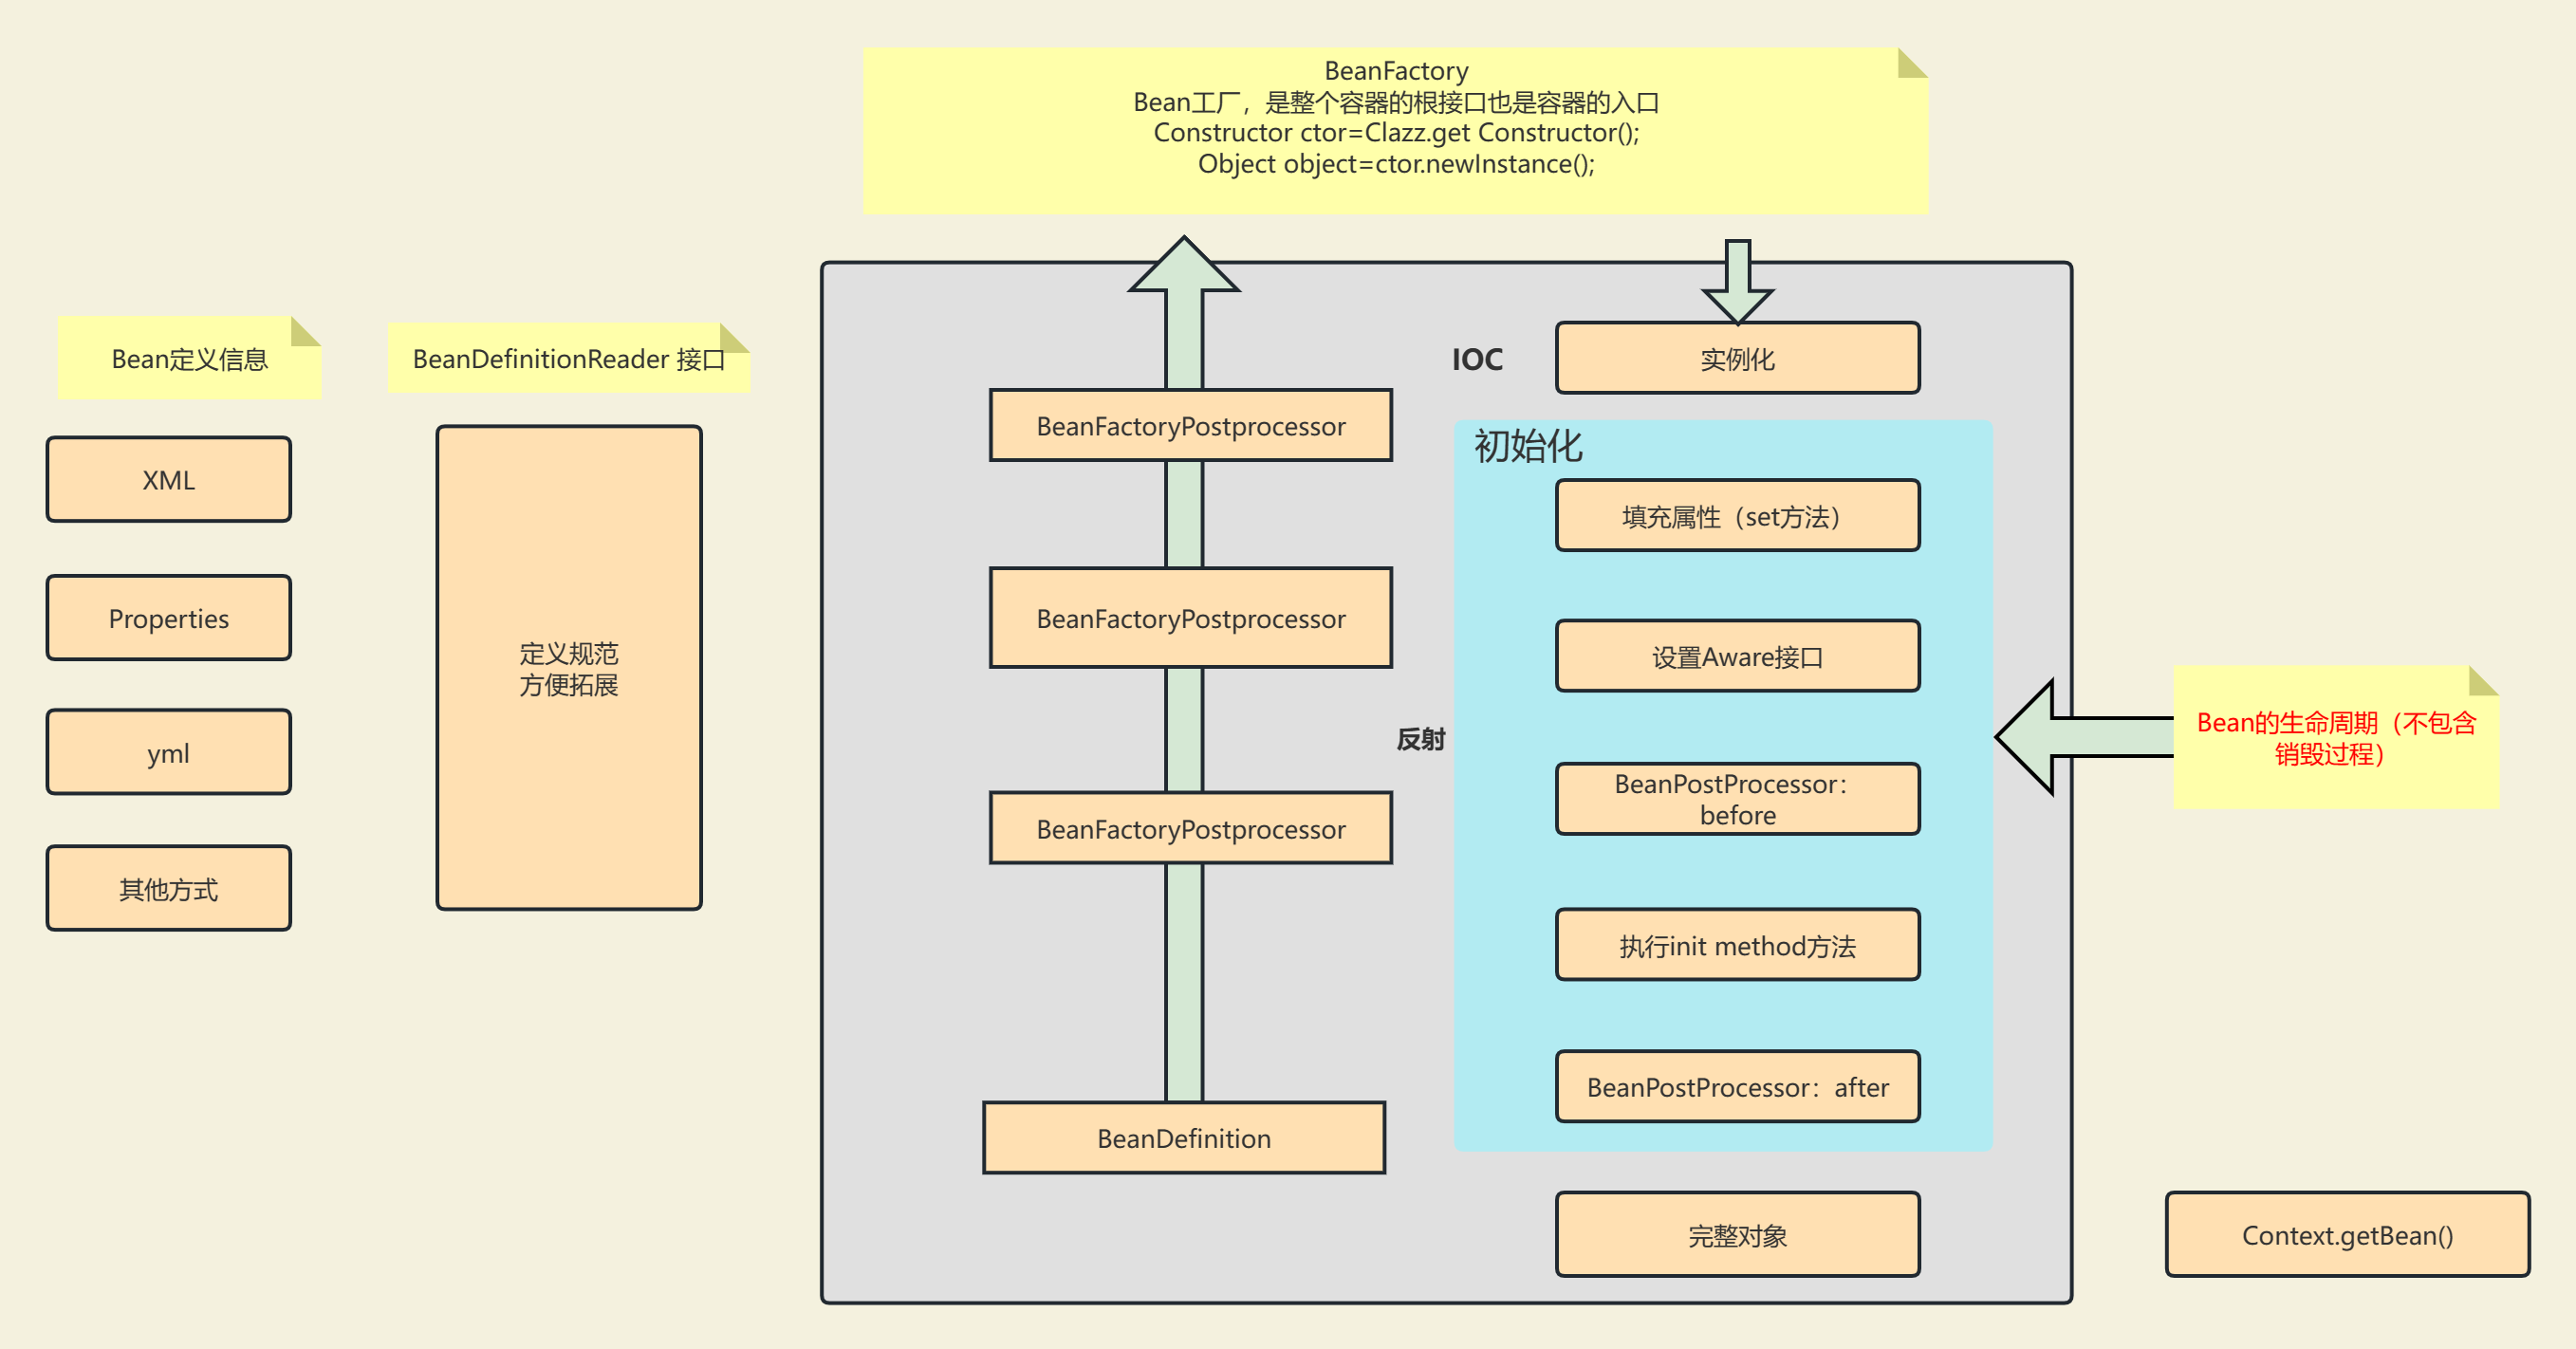 BeanFactory
Bean工厂，是整个容器的根接口也是容器的入口
Constructor ctor=Clazz.get Constructor();
Object object=ctor.newInstance();
Bean定义信息
XML
Properties
yml
其他方式
BeanDefinitionReader 接口
定义规范
方便拓展
BeanFactoryPostprocessor
BeanFactoryPostprocessor
BeanFactoryPostprocessor
BeanDefinition
IOC
反射
实例化
初始化
填充属性（set方法）
设置Aware接口
BeanPostProcessor：
before
执行init method方法
BeanPostProcessor：after
完整对象
Bean的生命周期（不包含
销毁过程）
Context.getBean()